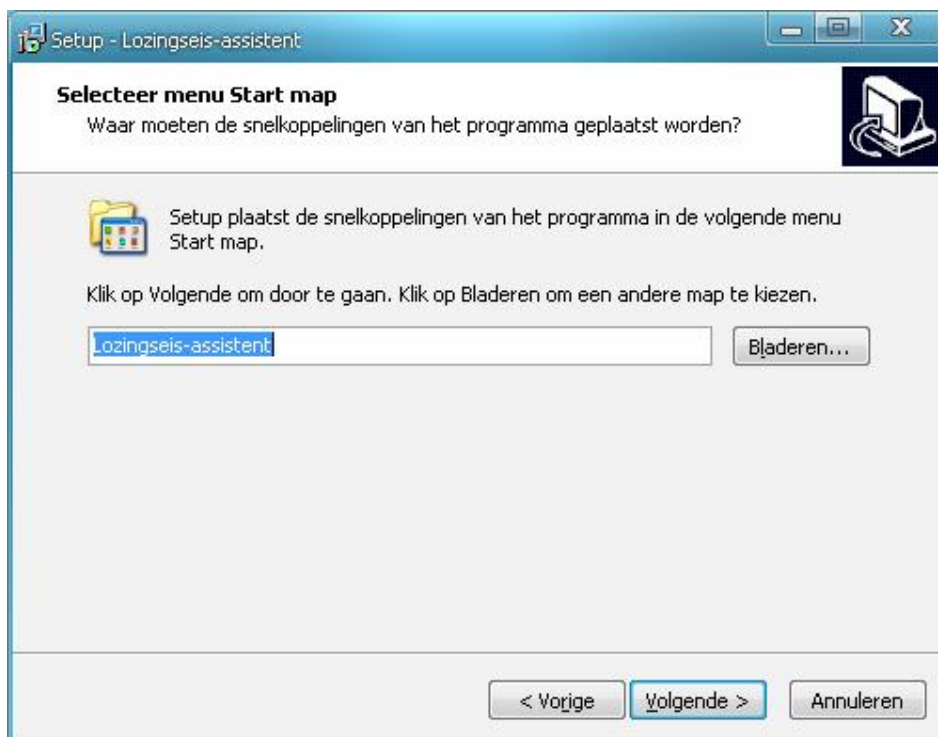 Setup - Lozingseis-assistent
Selecteer menu Start map
Waar moeten de snelkoppelingen van het programma geplaatst worden?
Setup plaatst de snelkoppelingen van het programma in de volgende menu
Start map.
Klik op Volgende om door te gaan. Klik op Bladeren om een andere map te kiezen.
Lozingseis-assistent
Bladeren...
< Vorige
Volgende >
Annuleren